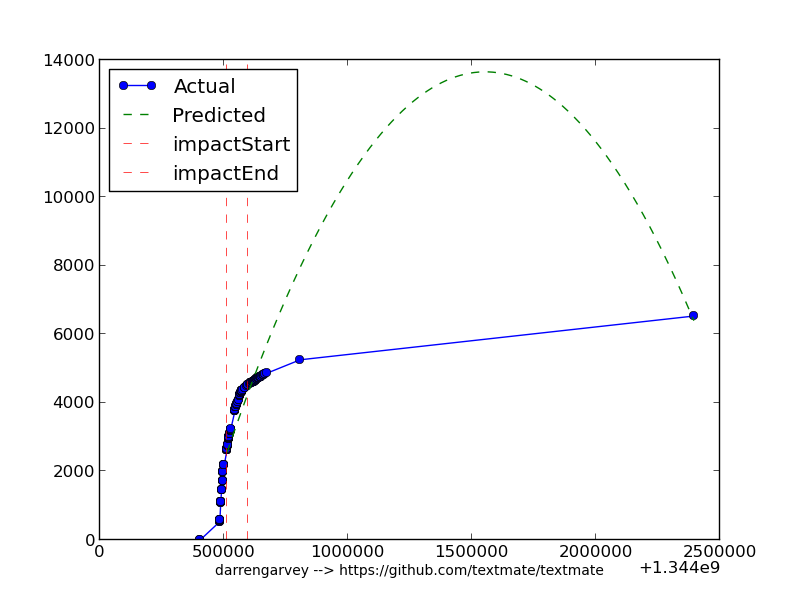 14000
12000
10000
8000
6000
4000
2000
0
Actual
Predicted
impactStart
impactEnd
0 500000 1000000 1500000 2000000 2500000
+1.344e9
darrengarvey --> https://github.com/textmate/textmate